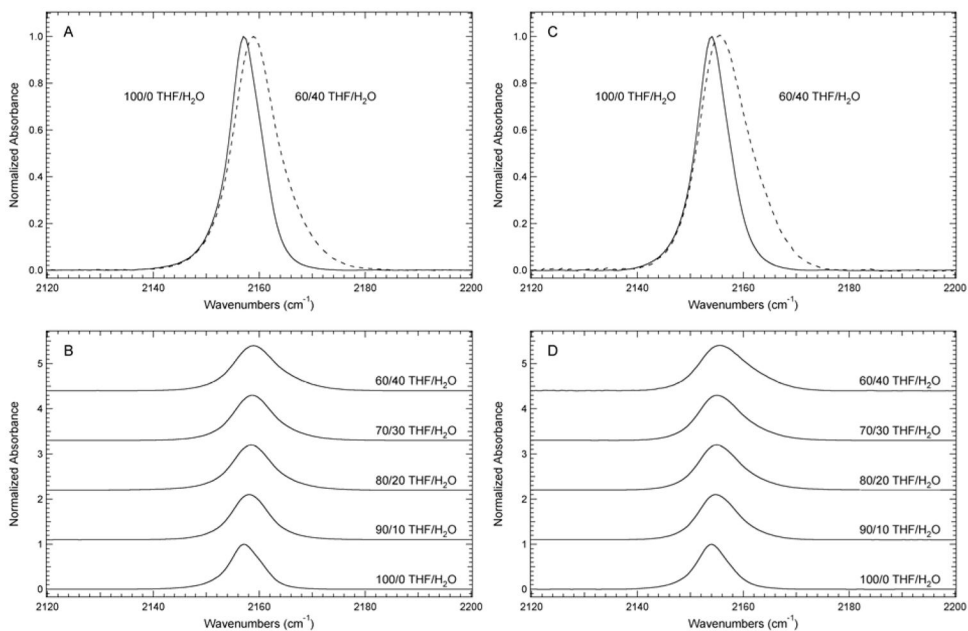 A
1.0
0.8
0.6
0.4
0.2
0.0
Normalized Absorbance
100/0 THF/H₂O
60/40 THF/H₂O
2120 2140 2160 2180 2200
Wavenumbers (cm⁻¹)
C
1.0
0.8
0.6
0.4
0.2
0.0
Normalized Absorbance
100/0 THF/H₂O
60/40 THF/H₂O
2120 2140 2160 2180 2200
Wavenumbers (cm⁻¹)
B
5
4
3
2
1
0
Normalized Absorbance
60/40 THF/H₂O
70/30 THF/H₂O
80/20 THF/H₂O
90/10 THF/H₂O
100/0 THF/H₂O
2120 2140 2160 2180 2200
Wavenumbers (cm⁻¹)
D
5
4
3
2
1
0
Normalized Absorbance
60/40 THF/H₂O
70/30 THF/H₂O
80/20 THF/H₂O
90/10 THF/H₂O
100/0 THF/H₂O
2120 2140 2160 2180 2200
Wavenumbers (cm⁻¹)